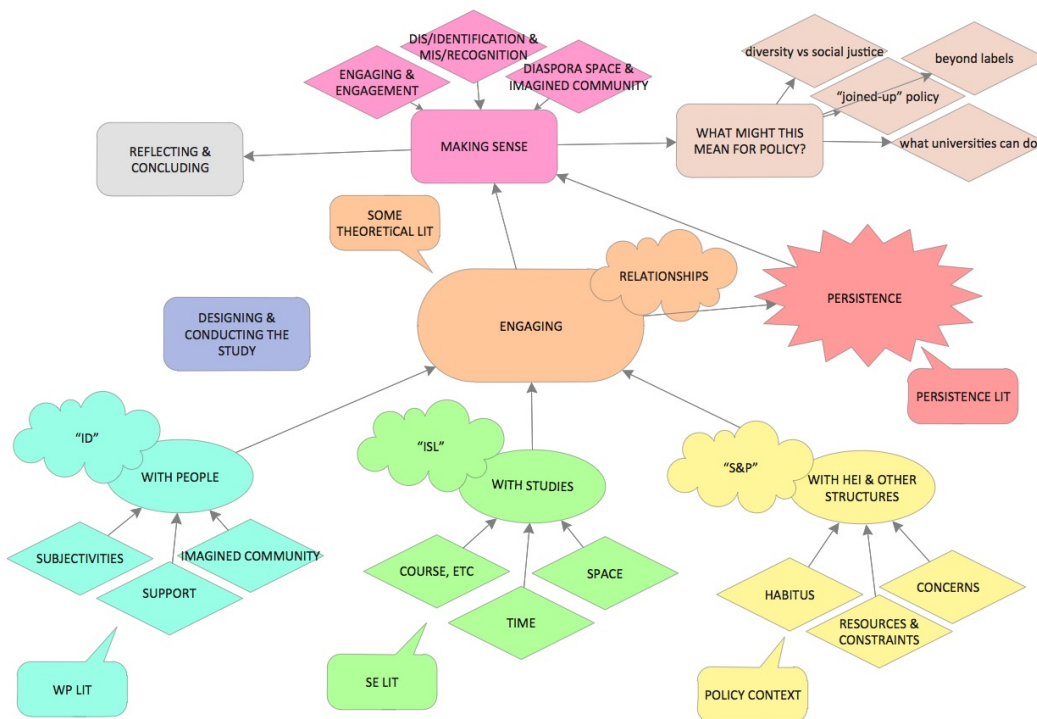 DIS/IDENTIFICATION &
MIS/RECOGNITION
ENGAGING &
ENGAGEMENT
DIASPORA SPACE &
IMAGINED COMMUNITY
diversity vs social justice
beyond labels
"joined-up" policy
what universities can do
REFLECTING &
CONCLUDING
MAKING SENSE
WHAT MIGHT THIS
MEAN FOR POLICY?
SOME
THEORETiCAL LIT
RELATIONSHIPS
ENGAGING
PERSISTENCE
DESIGNING &
CONDUCTING THE
STUDY
PERSISTENCE LIT
"ID"
WITH PEOPLE
SUBJECTIVITIES
IMAGINED COMMUNITY
SUPPORT
WP LIT
"ISL"
WITH STUDIES
COURSE, ETC
SPACE
TIME
SE LIT
"S&P"
WITH HEI & OTHER
STRUCTURES
HABITUS
CONCERNS
RESOURCES &
CONSTRAINTS
POLICY CONTEXT